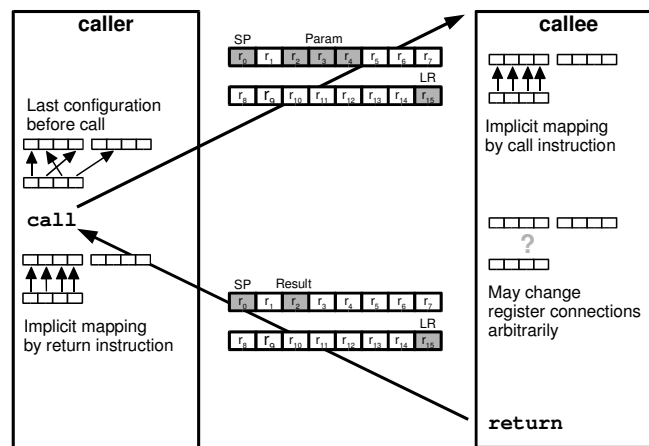 caller
Last configuration
before call
call
Implicit mapping
by return instruction
SP Param
r0 r1 r2 r3 r4 r5 r6 r7
LR
r8 r9 r10 r11 r12 r13 r14 r15
SP Result
r0 r1 r2 r3 r4 r5 r6 r7
LR
r8 r9 r10 r11 r12 r13 r14 r15
callee
Implicit mapping
by call instruction
?
May change
register connections
arbitrarily
return